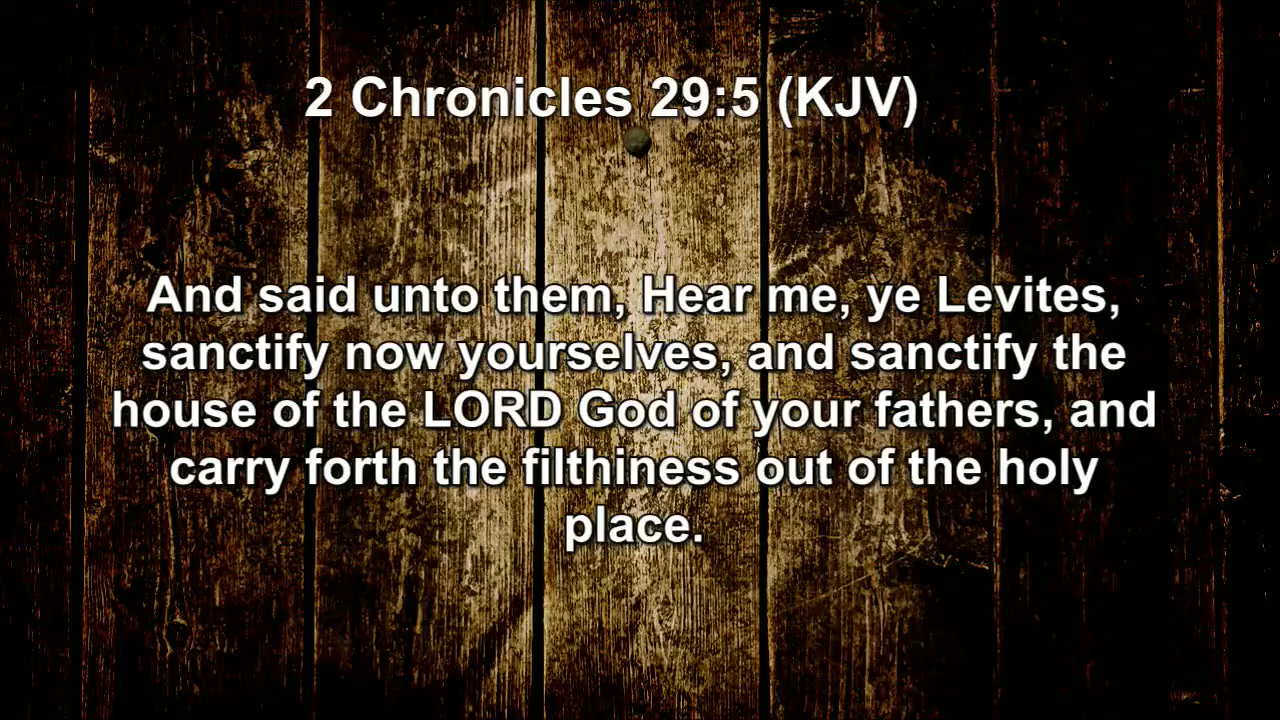 2 Chronicles 29:5 (KJV)
And said unto them, Hear me, ye Levites,
sanctify now yourselves, and sanctify the
house of the LORD God of your fathers, and
carry forth the filthiness out of the holy
place.